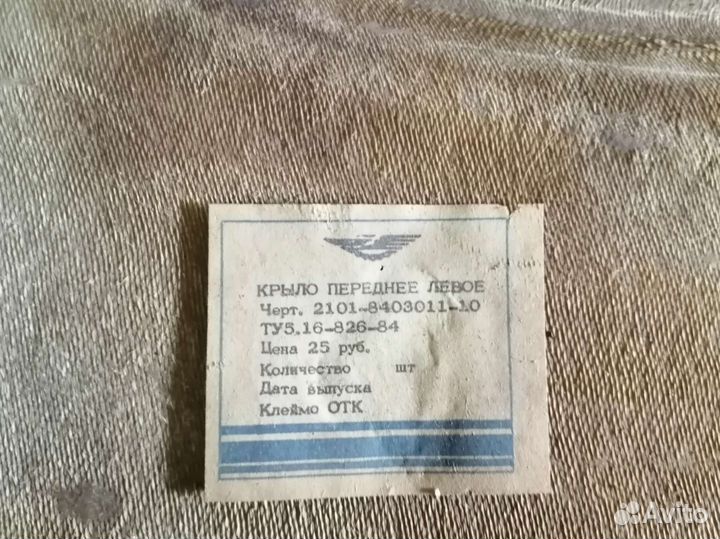 КРЫЛО ПЕРЕДНЕЕ ЛЕВОЕ
Черт. 2101-8403011-10
ТУ5.16-826-84
Цена 25 руб.
Количество шт
Дата выпуска
Клеймо ОТК
Avito